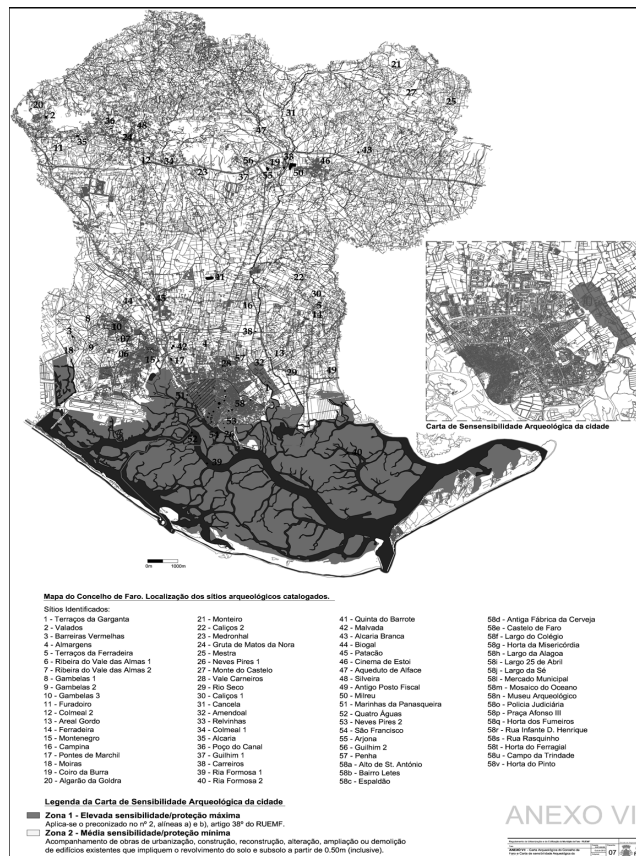 Carta de Sensensibilidade Arqueológica da cidade
0m 1000m
Mapa do Concelho de Faro. Localização dos sítios arqueológicos catalogados.
Sítios Identificados:
1 - Terraços da Garganta
2 - Valados
3 - Barreiras Vermelhas
4 - Almargens
5 - Terraços da Ferradeira
6 - Ribeira do Vale das Almas 1
7 - Ribeira do Vale das Almas 2
8 - Gambelas 1
9 - Gambelas 2
10 - Gambelas 3
11 - Furadoiro
12 - Colmeal 2
13 - Areal Gordo
14 - Ferradeira
15 - Montenegro
16 - Campina
17 - Pontes de Marchil
18 - Moiras
19 - Coiro da Burra
20 - Algarão da Goldra
21 - Monteiro
22 - Caliços 2
23 - Medronhal
24 - Gruta de Matos da Nora
25 - Mestra
26 - Neves Pires 1
27 - Monte do Castelo
28 - Vale Carneiros
29 - Rio Seco
30 - Caliços 1
31 - Cancela
32 - Amendoal
33 - Relvinhas
34 - Colmeal 1
35 - Alcaria
36 - Poço do Canal
37 - Guilhim 1
38 - Carreiros
39 - Ria Formosa 1
40 - Ria Formosa 2
41 - Quinta do Barrote
42 - Malvada
43 - Alcaria Branca
44 - Biogal
45 - Patacão
46 - Cinema de Estoi
47 - Aqueduto de Alface
48 - Silveira
49 - Antigo Posto Fiscal
50 - Milreu
51 - Marinhas da Panasqueira
52 - Quatro Águas
53 - Neves Pires 2
54 - São Francisco
55 - Arjona
56 - Guilhim 2
57 - Penha
58a - Alto de St. António
58b - Bairro Letes
58c - Espaldão
58d - Antiga Fábrica da Cerveja
58e - Castelo de Faro
58f - Largo do Colégio
58g - Horta da Misericórdia
58h - Largo da Alagoa
58i - Largo 25 de Abril
58j - Largo da Sé
58l - Mercado Municipal
58m - Mosaico do Oceano
58n - Museu Arqueológico
58o - Polícia Judiciária
58p - Praça Afonso III
58q - Horta dos Fumeiros
58r - Rua Infante D. Henrique
58s - Rua Rasquinho
58t - Horta do Ferragial
58u - Campo da Trindade
58v - Horta do Pinto
Legenda da Carta de Sensibilidade Arqueológica da cidade
Zona 1 - Elevada sensibilidade/proteção máxima
Aplica-se o preconizado no nº 2, alíneas a) e b), artigo 38º do RUEMF.
Zona 2 - Média sensibilidade/proteção mínima
Acompanhamento de obras de urbanização, construção, reconstrução, alteração, ampliação ou demolição
de edifícios existentes que impliquem o revolvimento do solo e subsolo a partir de 0.50m (inclusive).
ANEXO VI
07